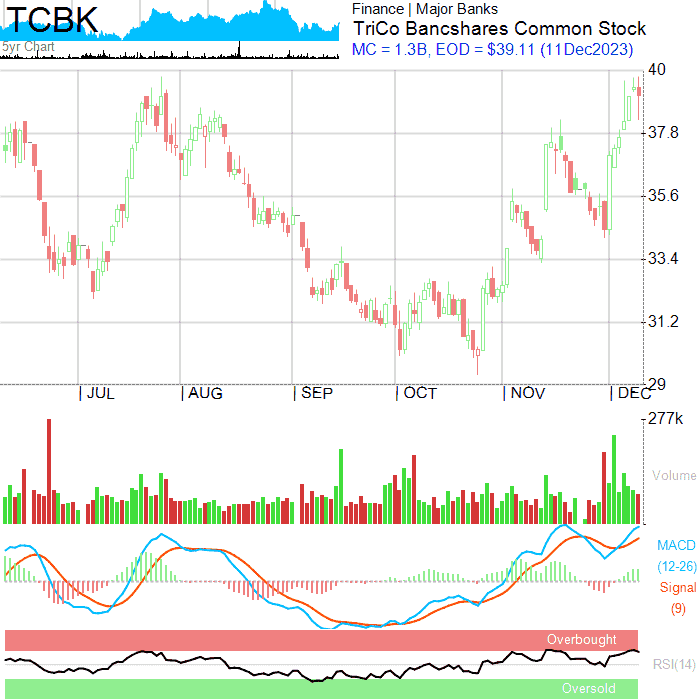 TCBK
5yr Chart
Finance | Major Banks
TriCo Bancshares Common Stock
MC = 1.3B, EOD = $39.11 (11Dec2023)
40
37.8
35.6
33.4
31.2
29
| JUL
| AUG
| SEP
| OCT
| NOV
| DEC
277k
Volume
MACD
(12-26)
Signal
(9)
Overbought
RSI(14)
Oversold